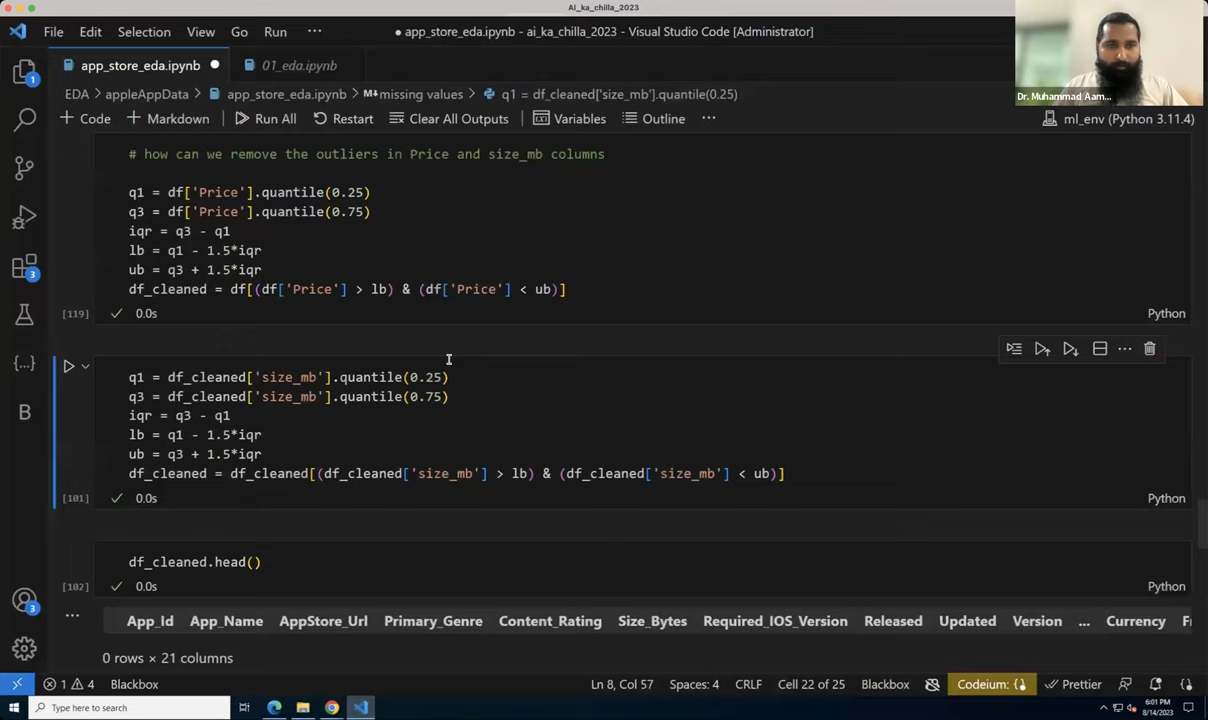 AI_ka_chilla_2023
File Edit Selection View Go Run ...
app_store_eda.ipynb - ai_ka_chilla_2023 - Visual Studio Code [Administrator]
app_store_eda.ipynb
01_eda.ipynb
EDA > appleAppData > app_store_eda.ipynb > M↓missing values > q1 = df_cleaned['size_mb'].quantile(0.25)
Dr. Muhammad Aam...
+ Code + Markdown Run All Restart Clear All Outputs Variables Outline ... ml_env (Python 3.11.4)
# how can we remove the outliers in Price and size_mb columns
q1 = df['Price'].quantile(0.25)
q3 = df['Price'].quantile(0.75)
iqr = q3 - q1
lb = q1 - 1.5*iqr
ub = q3 + 1.5*iqr
df_cleaned = df[(df['Price'] > lb) & (df['Price'] < ub)]
[119] 0.0s Python
q1 = df_cleaned['size_mb'].quantile(0.25)
q3 = df_cleaned['size_mb'].quantile(0.75)
iqr = q3 - q1
lb = q1 - 1.5*iqr
ub = q3 + 1.5*iqr
df_cleaned = df_cleaned[(df_cleaned['size_mb'] > lb) & (df_cleaned['size_mb'] < ub)]
[101] 0.0s Python
df_cleaned.head()
[102] 0.0s Python
... App_Id App_Name AppStore_Url Primary_Genre Content_Rating Size_Bytes Required_IOS_Version Released Updated Version ... Currency Fr
0 rows × 21 columns
1 4 Blackbox Ln 8, Col 57 Spaces: 4 CRLF Cell 22 of 25 Blackbox Codeium: {} Prettier
Type here to search
6:01 PM
8/14/2023